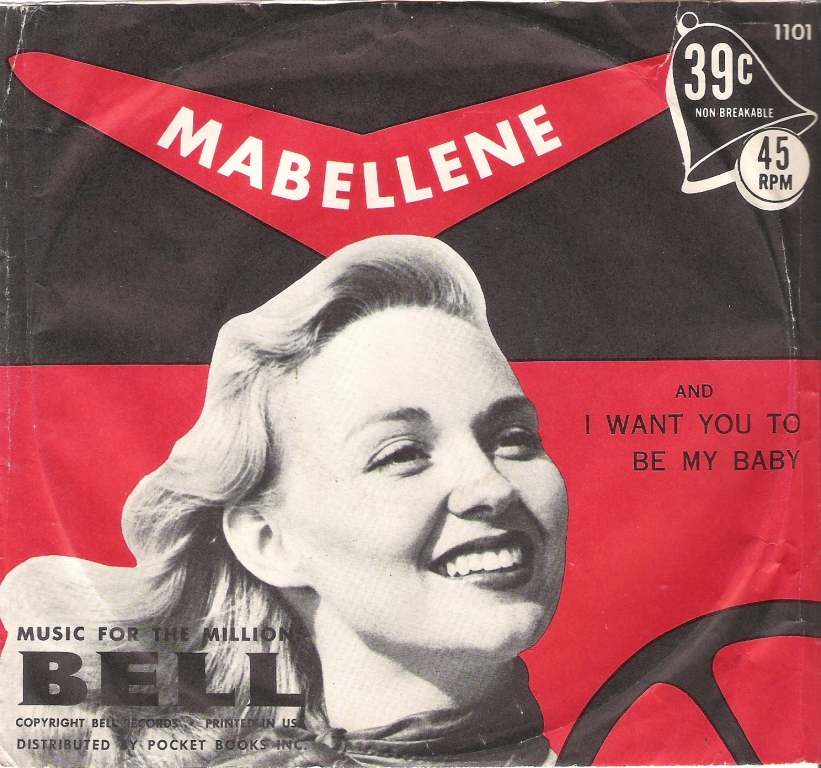 1101
39c
NON-BREAKABLE
45
RPM
MABELLENE
AND
I WANT YOU TO
BE MY BABY
MUSIC FOR THE MILLIONS
BELL
COPYRIGHT BELL RECORDS • PRINTED IN USA
DISTRIBUTED BY POCKET BOOKS INC.